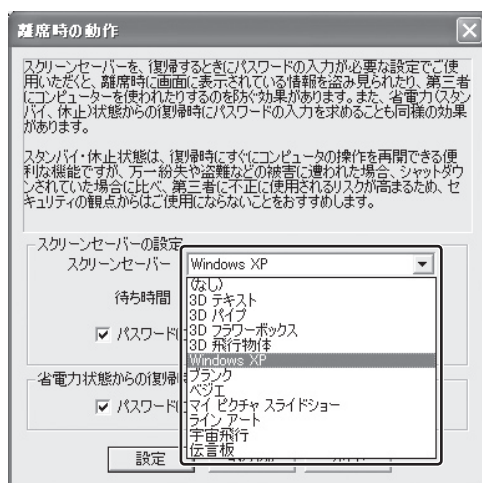 離席時の動作
スクリーンセーバーを、復帰するときにパスワードの入力が必要な設定でご使
用いただくと、離席時に画面に表示されている情報を盗み見られたり、第三者
にコンピューターを使われたりするのを防ぐ効果があります。また、省電力(スタン
バイ、休止)状態からの復帰時にパスワードの入力を求めることも同様の効果
があります。
スタンバイ・休止状態は、復帰時にすぐにコンピュータの操作を再開できる便
利な機能ですが、万一紛失や盗難などの被害に遭われた場合、シャットダウ
ンされていた場合に比べ、第三者に不正に使用されるリスクが高まるため、セ
キュリティの観点からはご使用にならないことをおすすめします。
スクリーンセーバーの設定
スクリーンセーバー Windows XP
(なし)
待ち時間 3D テキスト
3D パイプ
パスワード 3D フラワーボックス
3D 飛行物体
Windows XP
省電力状態からの復帰 ブランク
ベジエ
パスワード マイ ピクチャ スライドショー
ライン アート
宇宙飛行
設定 伝言板